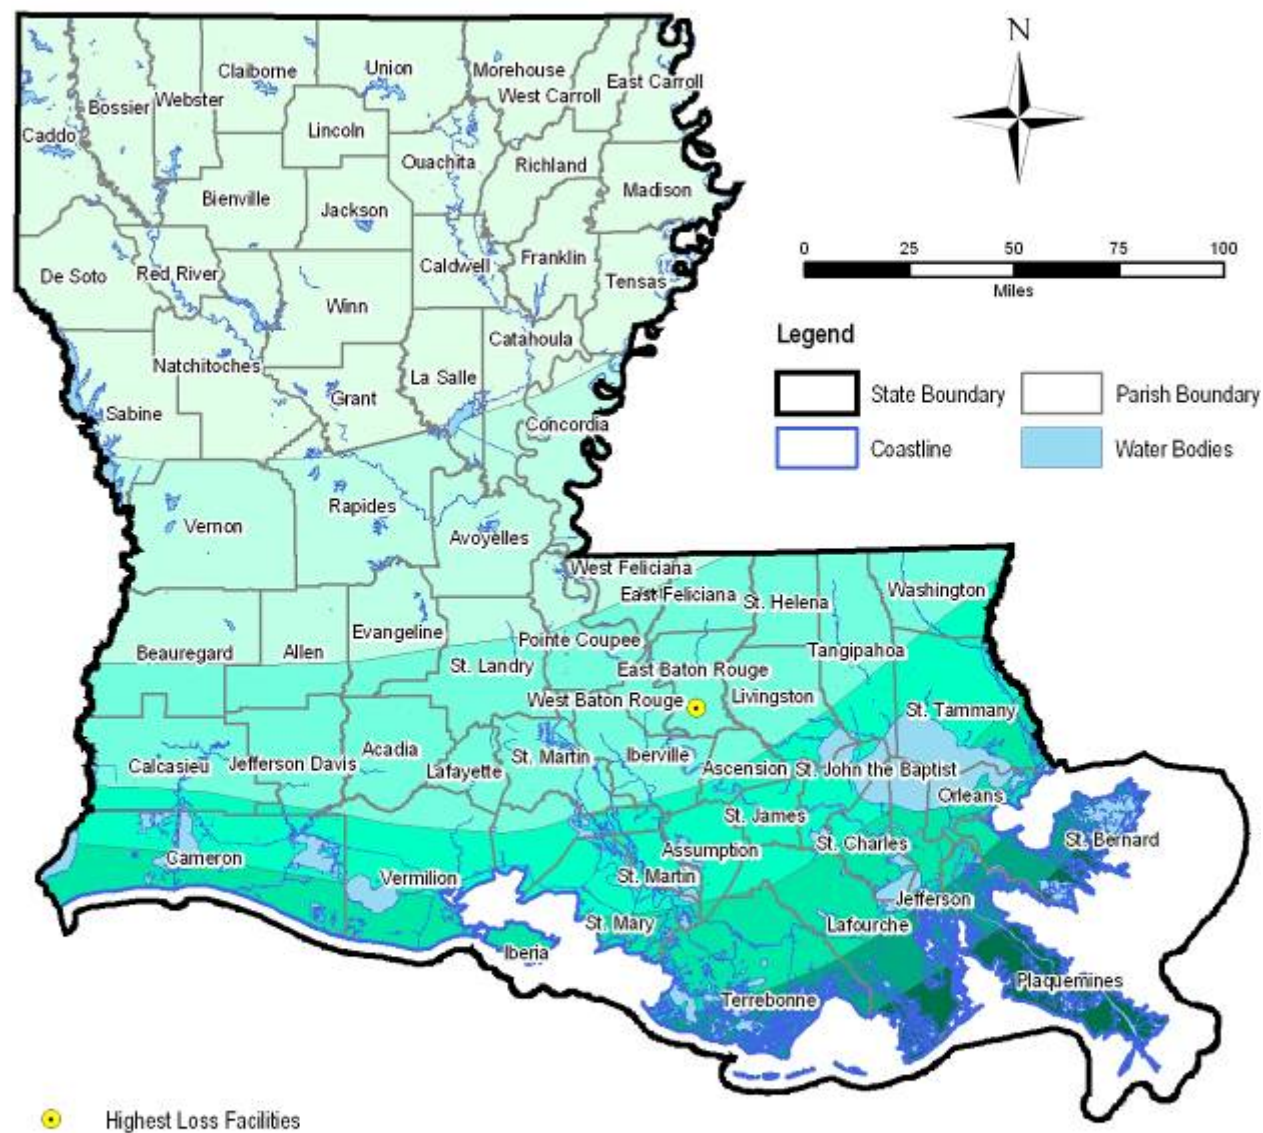 N
0 25 50 75 100
Miles
Legend
State Boundary
Parish Boundary
Coastline
Water Bodies
Claiborne
Union
Morehouse
East Carroll
West Carroll
Webster
Bossier
Caddo
Lincoln
Ouachita
Richland
Madison
Bienville
Jackson
De Soto
Red River
Caldwell
Franklin
Tensas
Winn
Catahoula
Natchitoches
La Salle
Grant
Sabine
Concordia
Rapides
Vernon
Avoyelles
West Feliciana
East Feliciana
St. Helena
Washington
Evangeline
Pointe Coupee
Beauregard
Allen
St. Landry
East Baton Rouge
Tangipahoa
West Baton Rouge
Livingston
St. Tammany
Acadia
St. Martin
Iberville
Calcasieu
Jefferson Davis
Lafayette
Ascension
St. John the Baptist
Orleans
St. James
St. Bernard
Cameron
Assumption
St. Charles
Vermilion
St. Martin
Jefferson
St. Mary
Lafourche
Iberia
Plaquemines
Terrebonne
Highest Loss Facilities